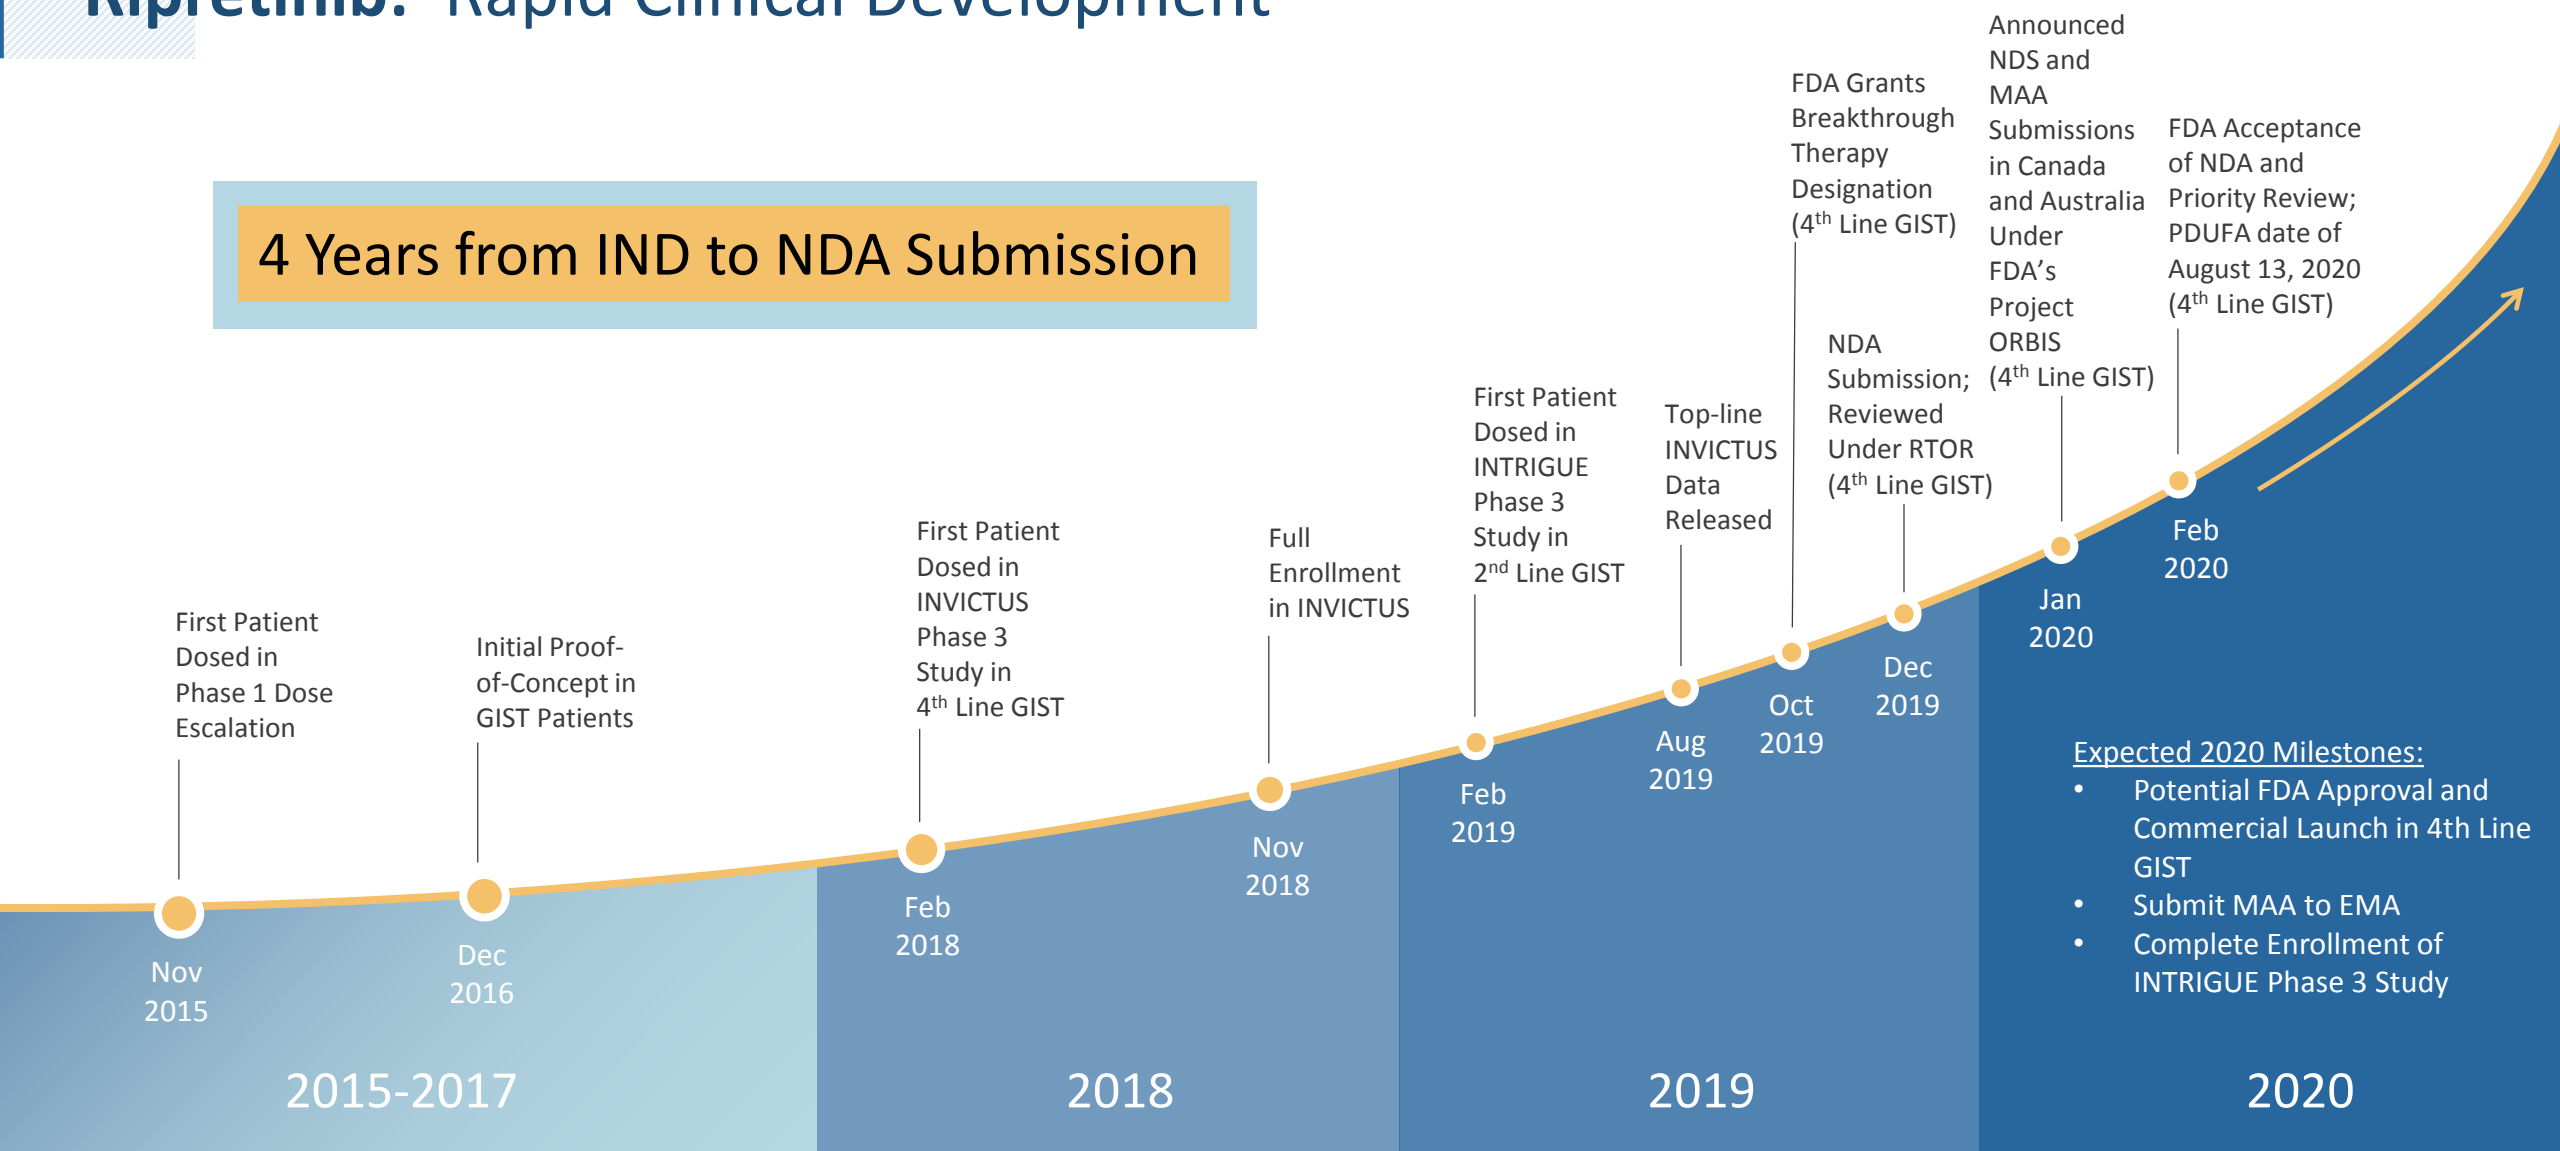 Ripretinib: Rapid Clinical Development
4 Years from IND to NDA Submission
First Patient
Dosed in
Phase 1 Dose
Escalation
Nov
2015
Initial Proof-
of-Concept in
GIST Patients
Dec
2016
First Patient
Dosed in
INVICTUS
Phase 3
Study in
4th Line GIST
Feb
2018
Full
Enrollment
in INVICTUS
Nov
2018
First Patient
Dosed in
INTRIGUE
Phase 3
Study in
2nd Line GIST
Feb
2019
Top-line
INVICTUS
Data
Released
Aug
2019
FDA Grants
Breakthrough
Therapy
Designation
(4th Line GIST)
Oct
2019
NDA
Submission;
Reviewed
Under RTOR
(4th Line GIST)
Dec
2019
Announced
NDS and
MAA
Submissions
in Canada
and Australia
Under
FDA's
Project
ORBIS
(4th Line GIST)
Jan
2020
FDA Acceptance
of NDA and
Priority Review;
PDUFA date of
August 13, 2020
(4th Line GIST)
Feb
2020
Expected 2020 Milestones:
• Potential FDA Approval and
Commercial Launch in 4th Line
GIST
• Submit MAA to EMA
• Complete Enrollment of
INTRIGUE Phase 3 Study
2015-2017
2018
2019
2020